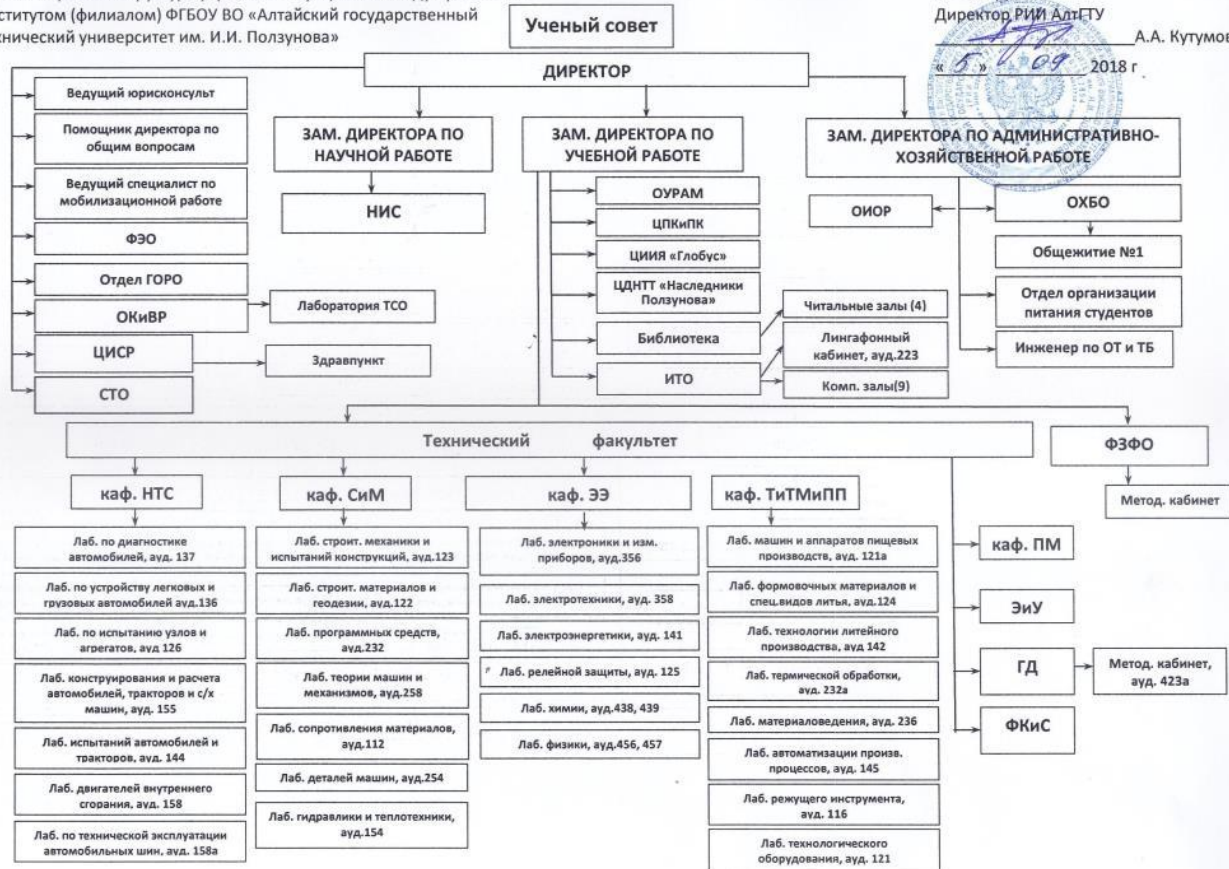 ститутом (филиалом) ФГБОУ ВО «Алтайский государственный
хнический университет им. И.И. Ползунова»
Ученый совет
Директор РИИ АлтГТУ
А.А. Кутумов
« 5 » 09 2018 г
ДИРЕКТОР
Ведущий юрисконсульт
Помощник директора по
общим вопросам
Ведущий специалист по
мобилизационной работе
ФЭО
Отдел ГОРО
ОКиВР
Лаборатория ТСО
ЦИСР
Здравпункт
СТО
ЗАМ. ДИРЕКТОРА ПО
НАУЧНОЙ РАБОТЕ
НИС
ЗАМ. ДИРЕКТОРА ПО
УЧЕБНОЙ РАБОТЕ
ОУРАМ
ЦПКиПК
ЦИИЯ «Глобус»
ЦДНТТ «Наследники
Ползунова»
Библиотека
ИТО
Читальные залы (4)
Лингафонный
кабинет, ауд.223
Комп. залы(9)
ЗАМ. ДИРЕКТОРА ПО АДМИНИСТРАТИВНО-
ХОЗЯЙСТВЕННОЙ РАБОТЕ
ОИОР
ОХБО
Общежитие №1
Отдел организации
питания студентов
Инженер по ОТ и ТБ
Технический факультет
ФЗФО
Метод. кабинет
каф. НТС
Лаб. по диагностике
автомобилей, ауд. 137
Лаб. по устройству легковых и
грузовых автомобилей ауд.136
Лаб. по испытанию узлов и
агрегатов, ауд 126
Лаб. конструирования и расчета
автомобилей, тракторов и с/х
машин, ауд. 155
Лаб. испытаний автомобилей и
тракторов, ауд. 144
Лаб. двигателей внутреннего
сгорания, ауд. 158
Лаб. по технической эксплуатации
автомобильных шин, ауд. 158а
каф. СиМ
Лаб. строит. механики и
испытаний конструкций, ауд.123
Лаб. строит. материалов и
геодезии, ауд.122
Лаб. программных средств,
ауд.232
Лаб. теории машин и
механизмов, ауд.258
Лаб. сопротивления материалов,
ауд.112
Лаб. деталей машин, ауд.254
Лаб. гидравлики и теплотехники,
ауд.154
каф. ЭЭ
Лаб. электроники и изм.
приборов, ауд.356
Лаб. электротехники, ауд. 358
Лаб. электроэнергетики, ауд. 141
Лаб. релейной защиты, ауд. 125
Лаб. химии, ауд.438, 439
Лаб. физики, ауд.456, 457
каф. ТиТМиПП
Лаб. машин и аппаратов пищевых
производств, ауд. 121а
Лаб. формовочных материалов и
спец.видов литья, ауд.124
Лаб. технологии литейного
производства, ауд 142
Лаб. термической обработки,
ауд. 232а
Лаб. материаловедения, ауд. 236
Лаб. автоматизации произв.
процессов, ауд. 145
Лаб. режущего инструмента,
ауд. 116
Лаб. технологического
оборудования, ауд. 121
каф. ПМ
ЭиУ
ГД
Метод. кабинет,
ауд. 423а
ФКиС